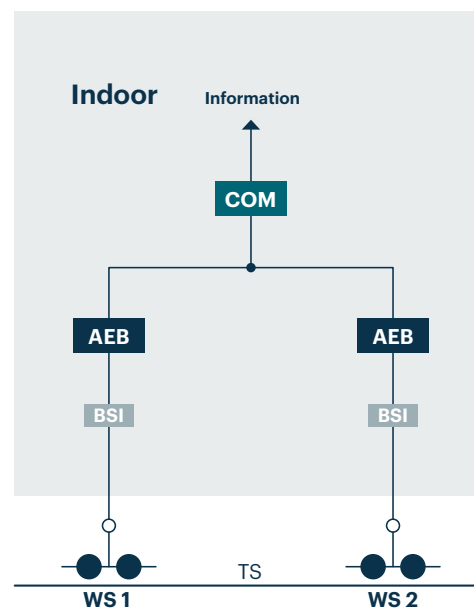 Indoor
Information
COM
AEB
AEB
BSI
BSI
TS
WS 1
WS 2